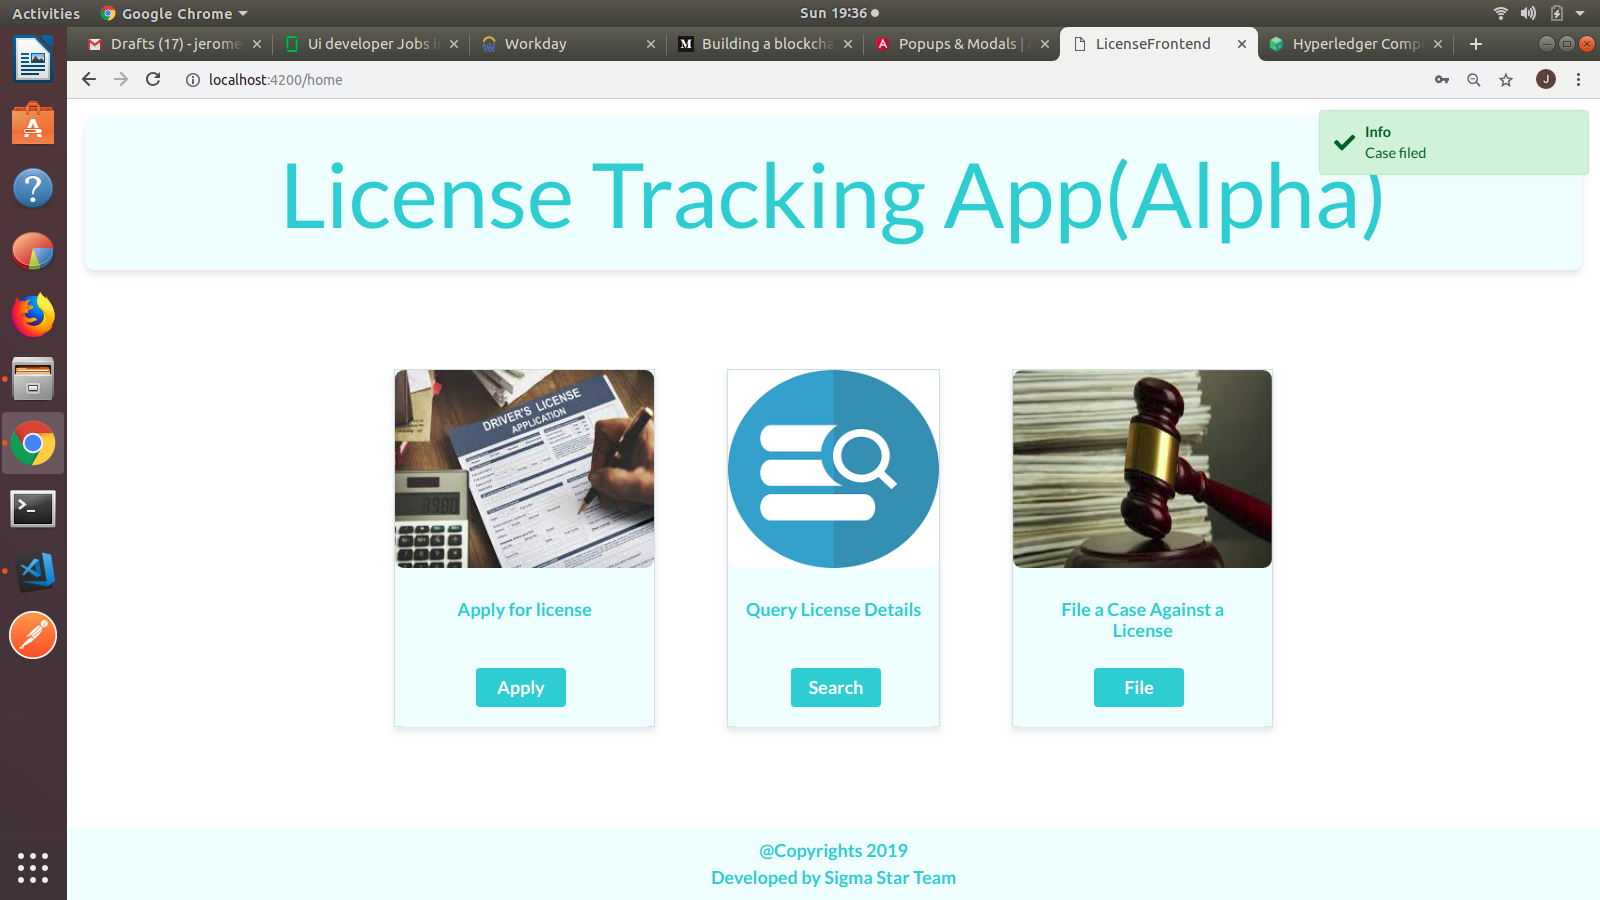 Activities
Google Chrome
Sun 19:36
Drafts (17) - jerome
Ui developer Jobs in
Workday
M
Building a blockcha
Popups & Modals |
LicenseFrontend
Hyperledger Comp
localhost:4200/home
J
Info
Case filed
License Tracking App(Alpha)
DRIVER'S LICENSE
APPLICATION
Apply for license
Query License Details
File a Case Against a
License
Apply
Search
File
@Copyrights 2019
Developed by Sigma Star Team